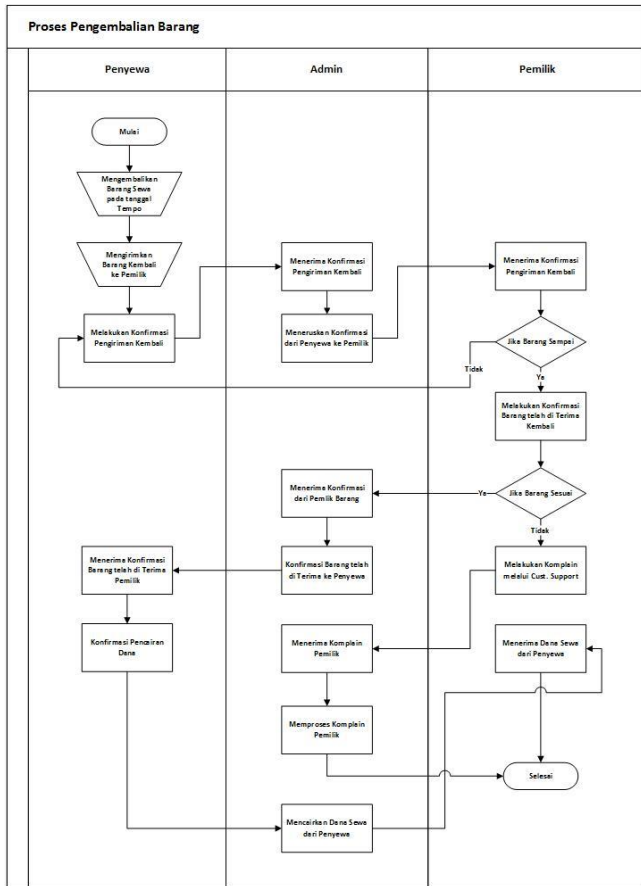 Proses Pengembalian Barang
Penyewa
Admin
Pemilik
Mulai
Mengembalikan
Barang Sewa
pada tanggal
Tempo
Mengirimkan
Barang Kembali
ke Pemilik
Melakukan Konfirmasi
Pengiriman Kembali
Menerima Konfirmasi
Pengiriman Kembali
Meneruskan Konfirmasi
dari Penyewa ke Pemilik
Menerima Konfirmasi
Pengiriman Kembali
Jika Barang Sampai
Tidak
Ya
Melakukan Konfirmasi
Barang telah di Terima
Kembali
Jika Barang Sesuai
Ya
Tidak
Menerima Konfirmasi
dari Pemlik Barang
Konfirmasi Barang telah
di Terima ke Penyewa
Menerima Konfirmasi
Barang telah di Terima
Pemilik
Konfirmasi Pencairan
Dana
Melakukan Komplain
melalui Cust. Support
Menerima Komplain
Pemilik
Memproses Komplain
Pemilik
Menerima Dana Sewa
dari Penyewa
Selesai
Mencairkan Dana Sewa
dari Penyewa